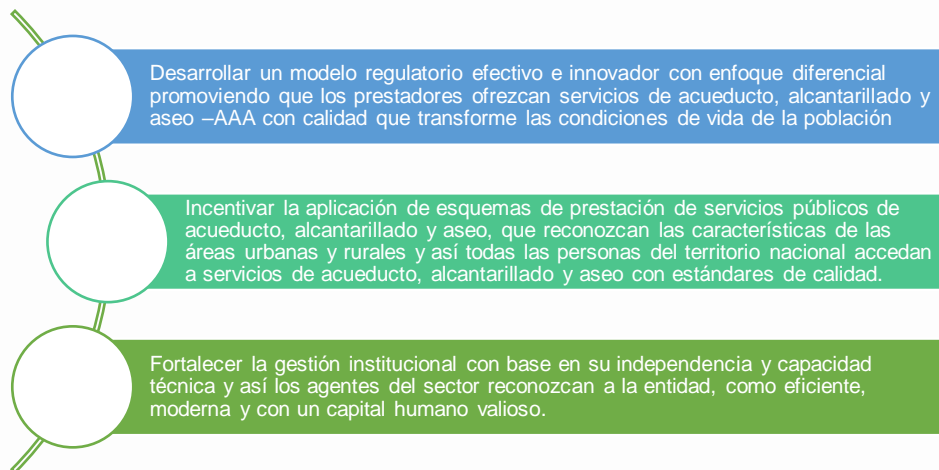 Desarrollar un modelo regulatorio efectivo e innovador con enfoque diferencial
promoviendo que los prestadores ofrezcan servicios de acueducto, alcantarillado y
aseo –AAA con calidad que transforme las condiciones de vida de la población
Incentivar la aplicación de esquemas de prestación de servicios públicos de
acueducto, alcantarillado y aseo, que reconozcan las características de las
áreas urbanas y rurales y así todas las personas del territorio nacional accedan
a servicios de acueducto, alcantarillado y aseo con estándares de calidad.
Fortalecer la gestión institucional con base en su independencia y capacidad
técnica y así los agentes del sector reconozcan a la entidad, como eficiente,
moderna y con un capital humano valioso.